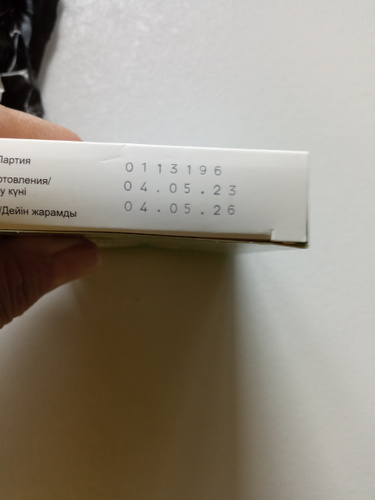 Партия 0113196
отовления/ 04.05.23
у күні
/Дейін жарамды 04.05.26